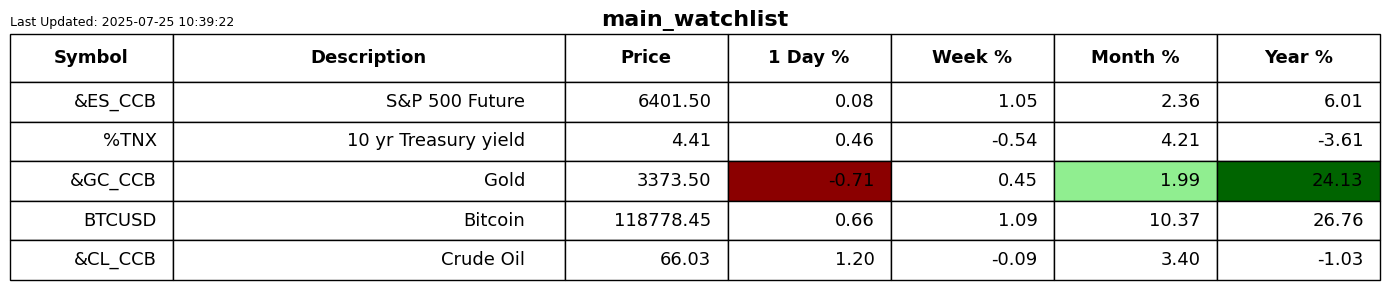 main_watchlist
Last Updated: 2025-07-25 10:39:22
Symbol Description Price 1 Day % Week % Month % Year %
&ES_CCB S&P 500 Future 6401.50 0.08 1.05 2.36 6.01
%TNX 10 yr Treasury yield 4.41 0.46 -0.54 4.21 -3.61
&GC_CCB Gold 3373.50 -0.71 0.45 1.99 24.13
BTCUSD Bitcoin 118778.45 0.66 1.09 10.37 26.76
&CL_CCB Crude Oil 66.03 1.20 -0.09 3.40 -1.03